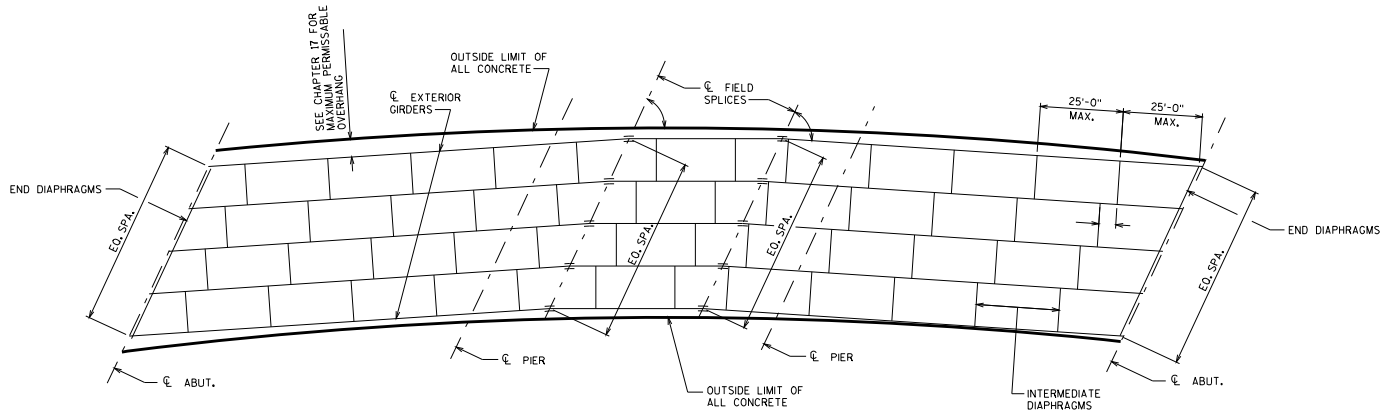 SEE CHAPTER 17 FOR
MAXIMUM PERMISSABLE
OVERHANG
OUTSIDE LIMIT OF
ALL CONCRETE
℄ EXTERIOR
GIRDERS
℄ FIELD
SPLICES
25'-0"
MAX.
25'-0"
MAX.
END DIAPHRAGMS
EQ. SPA.
EQ. SPA.
EQ. SPA.
EQ. SPA.
END DIAPHRAGMS
℄ PIER
℄ PIER
℄ ABUT.
℄ ABUT.
OUTSIDE LIMIT OF
ALL CONCRETE
INTERMEDIATE
DIAPHRAGMS